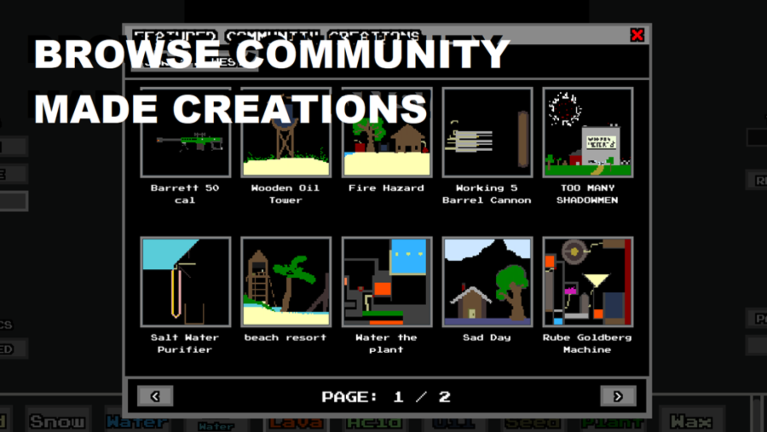 FEATURED COMMUNITY CREATIONS
BROWSE COMMUNITY
MADE CREATIONS
Barrett 50
cal
Wooden Oil
Tower
Fire Hazard
Working 5
Barrel Cannon
TOO MANY
SHADOWMEN
Salt Water
Purifier
beach resort
Water the
plant
Sad Day
Rube Goldberg
Machine
PAGE: 1 / 2
Snow
Water
Water
Lava
Acid
Oil
Seed
Plant
Wax